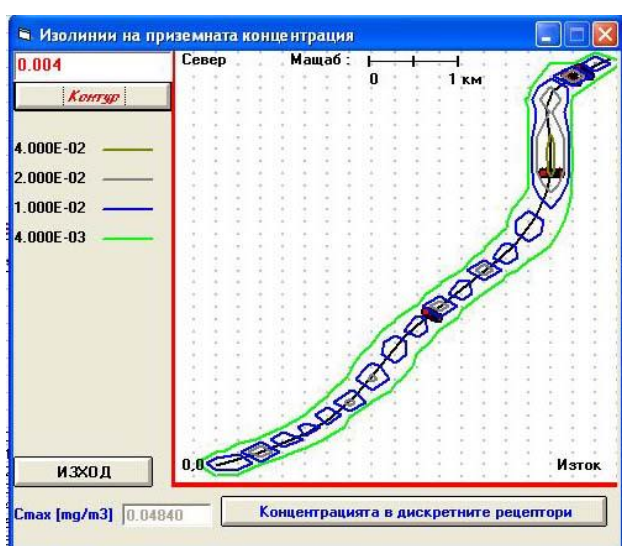 Изолинии на приземната концентрация
0.004
Север
Мащаб :
0 1 км
Контур
4.000E-02
2.000E-02
1.000E-02
4.000E-03
0,0
Изток
ИЗХОД
Cmax [mg/m3] 0.04840
Концентрацията в дискретните рецептори